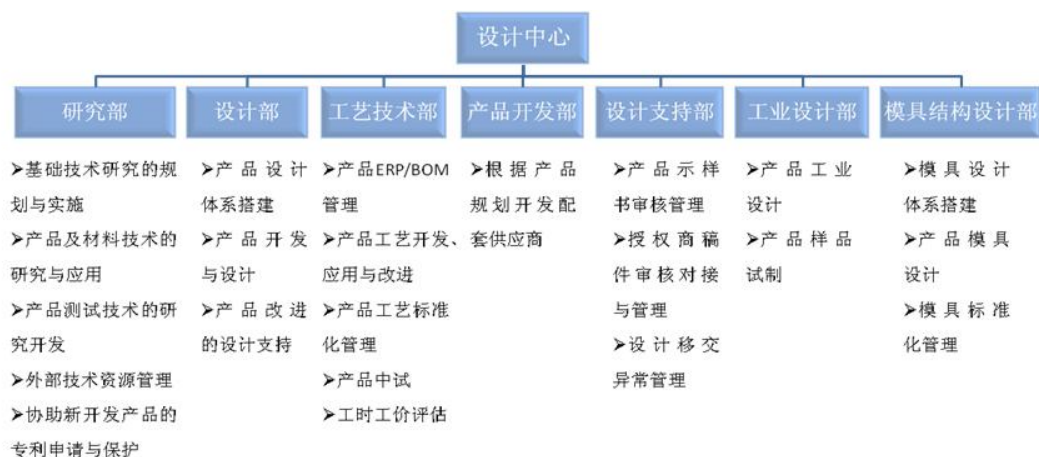 设计中心
研究部
设计部
工艺技术部
产品开发部
设计支持部
工业设计部
模具结构设计部
➤基础技术研究的规
划与实施
➤产品及材料技术的
研究与应用
➤产品测试技术的研
究开发
➤外部技术资源管理
➤协助新开发产品的
专利申请与保护
➤产品设计
体系搭建
➤产品开发
与设计
➤产品改进
的设计支持
➤产品ERP/BOM
管理
➤产品工艺开发、
应用与改进
➤产品工艺标准
化管理
➤产品中试
➤工时工价评估
➤根据产品
规划开发配
套供应商
➤产品示样
书审核管理
➤授权商稿
件审核对接
与管理
➤设计移交
异常管理
➤产品工业
设计
➤产品样品
试制
➤模具设计
体系搭建
➤产品模具
设计
➤模具标准
化管理